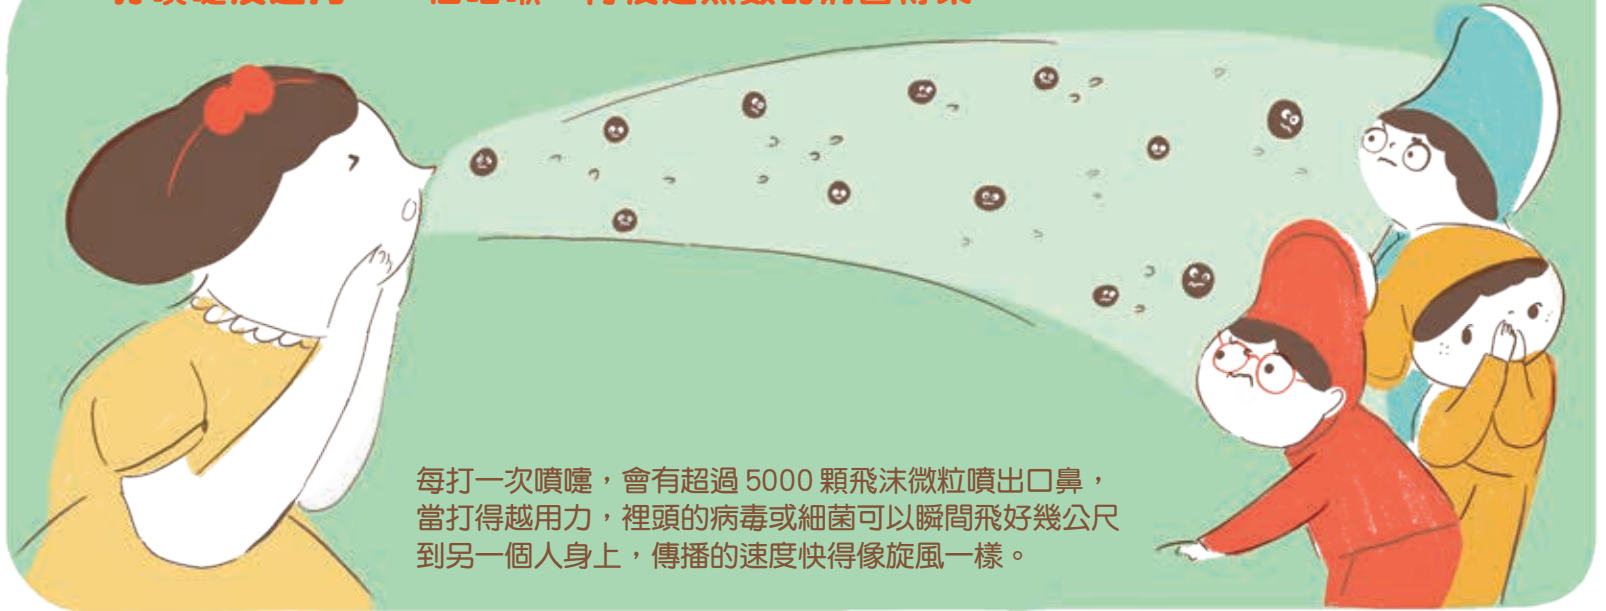 每打一次噴嚏，會有超過 5000 顆飛沫微粒噴出口鼻，
當打得越用力，裡頭的病毒或細菌可以瞬間飛好幾公尺
到另一個人身上，傳播的速度快得像旋風一樣。